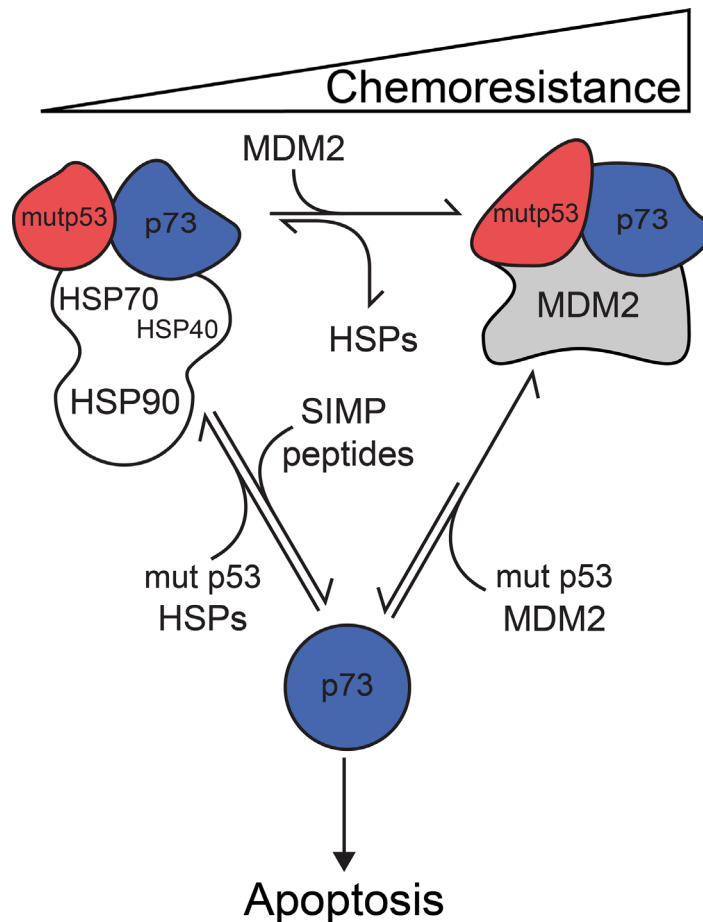 Chemoresistance
MDM2
mutp53
p73
mutp53
p73
HSP70
HSP40
HSP90
HSPs
MDM2
SIMP
peptides
mut p53
HSPs
mut p53
MDM2
p73
Apoptosis